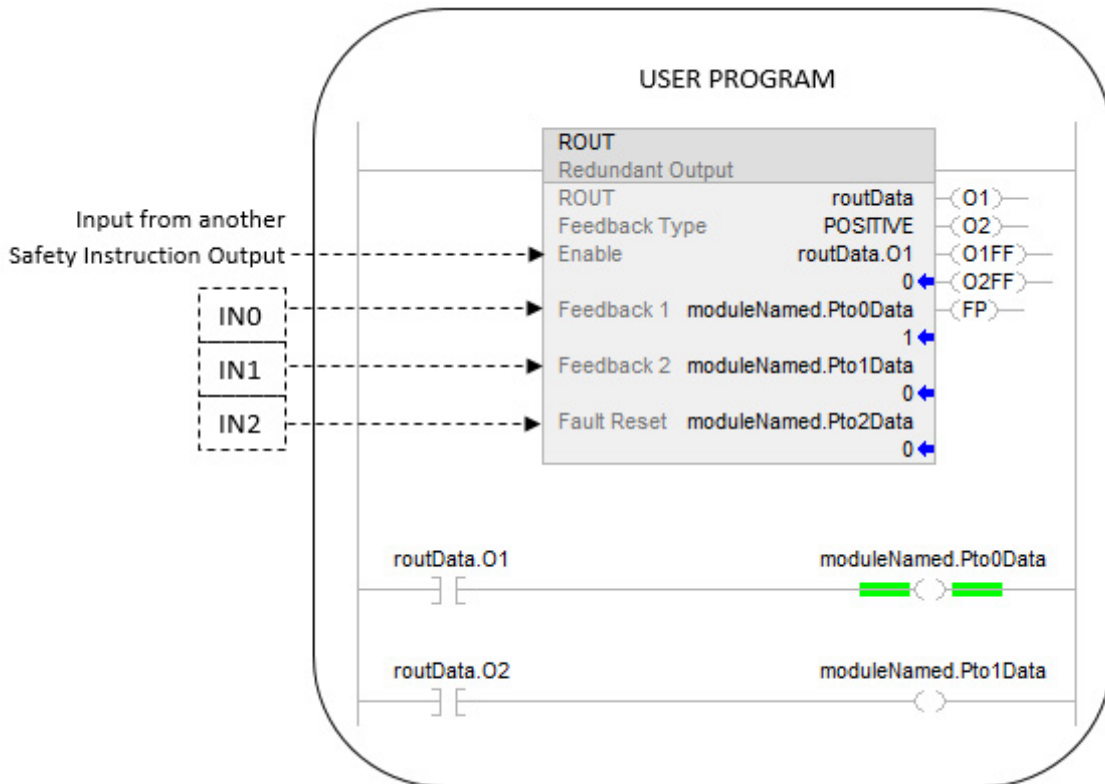 USER PROGRAM
ROUT
Redundant Output
ROUT routData (O1)
Feedback Type POSITIVE (O2)
Input from another
Safety Instruction Output
Enable routData.O1 (O1FF)
0 (O2FF)
IN0
Feedback 1 moduleNamed.Pto0Data (FP)
1
IN1
Feedback 2 moduleNamed.Pto1Data
0
IN2
Fault Reset moduleNamed.Pto2Data
0
routData.O1 moduleNamed.Pto0Data
routData.O2 moduleNamed.Pto1Data